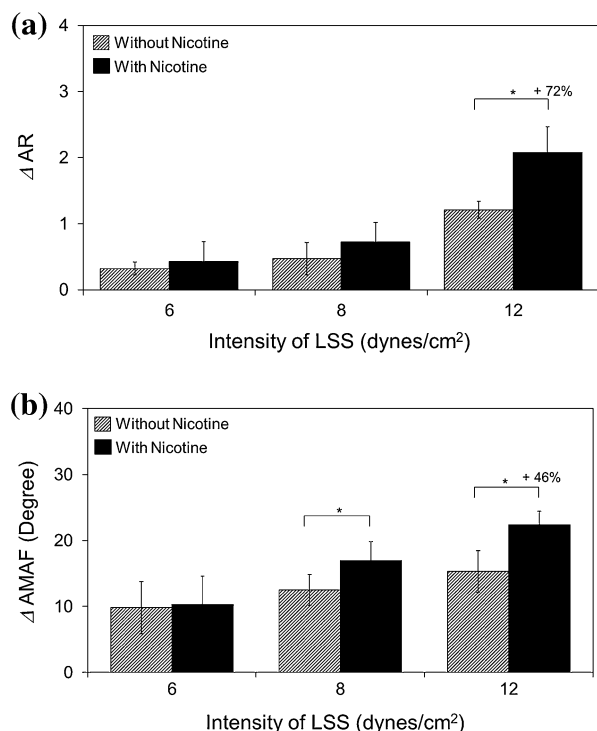 (a)
4
Without Nicotine
With Nicotine
3
* + 72%
Δ AR
2
1
0
6 8 12
Intensity of LSS (dynes/cm²)
(b)
40
Without Nicotine
With Nicotine
30
* + 46%
*
Δ AMAF (Degree)
20
10
0
6 8 12
Intensity of LSS (dynes/cm²)